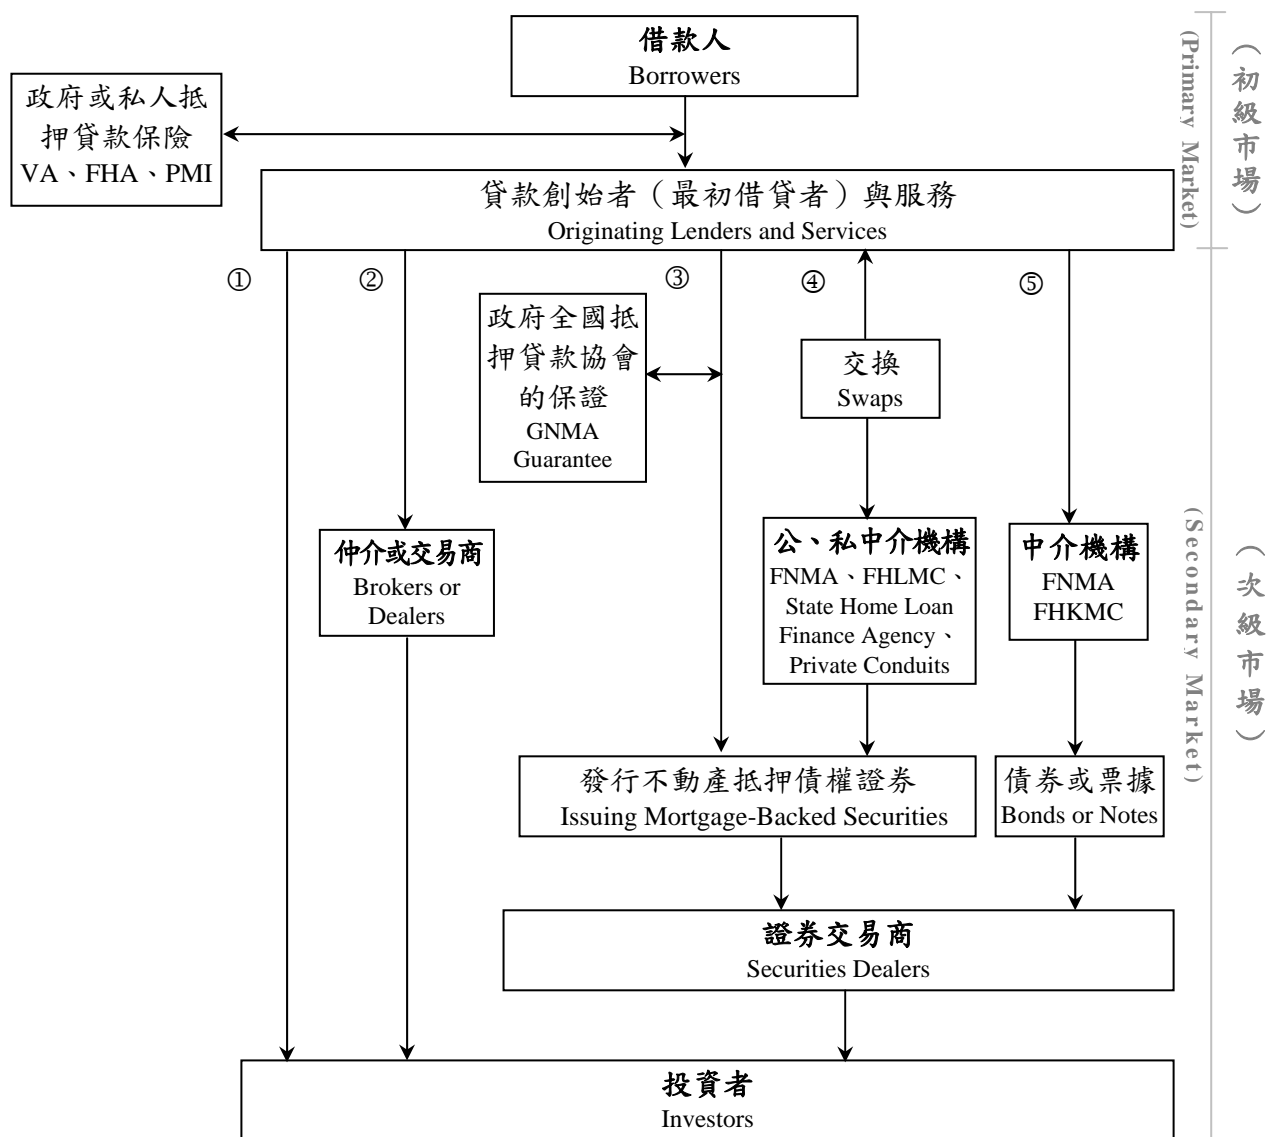 借款人
Borrowers
(Primary Market)
（初級市場）
政府或私人抵
押貸款保險
VA、FHA、PMI
貸款創始者（最初借貸者）與服務
Originating Lenders and Services
①
②
③
④
⑤
政府全國抵
押貸款協會
的保證
GNMA
Guarantee
交換
Swaps
仲介或交易商
Brokers or
Dealers
公、私中介機構
FNMA、FHLMC、
State Home Loan
Finance Agency、
Private Conduits
中介機構
FNMA
FHKMC
(Secondary Market)
（次級市場）
發行不動產抵押債權證券
Issuing Mortgage-Backed Securities
債券或票據
Bonds or Notes
證券交易商
Securities Dealers
投資者
Investors